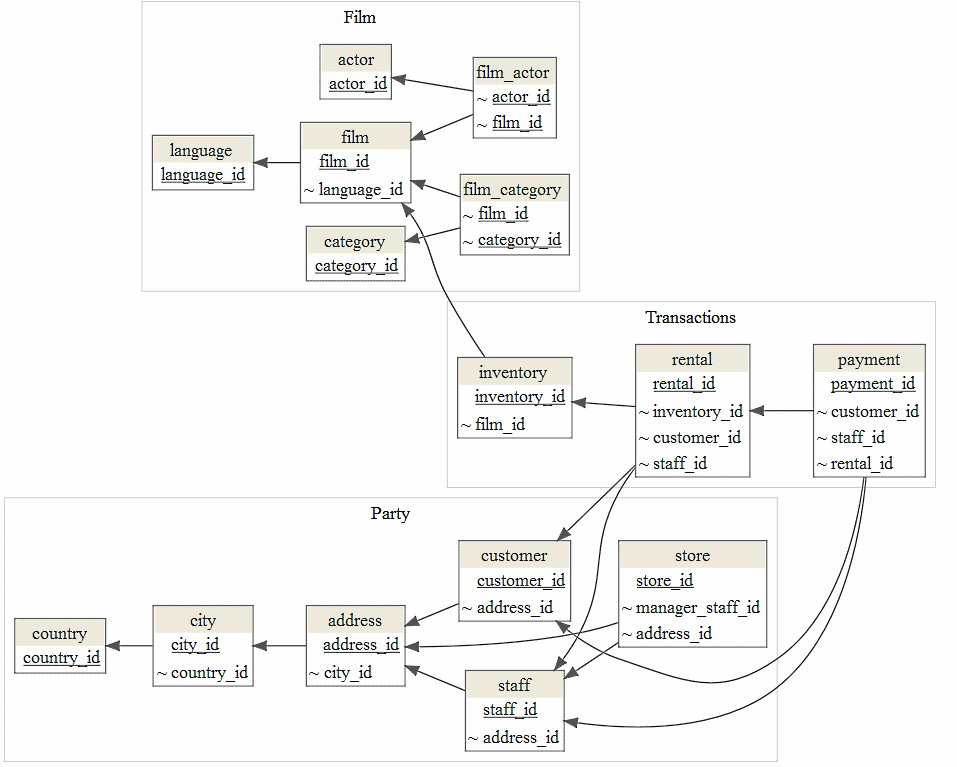 Film
actor
actor_id
film_actor
~ actor_id
~ film_id
film
film_id
~ language_id
language
language_id
film_category
~ film_id
~ category_id
category
category_id
Transactions
inventory
inventory_id
~ film_id
rental
rental_id
~ inventory_id
~ customer_id
~ staff_id
payment
payment_id
~ customer_id
~ staff_id
~ rental_id
Party
customer
customer_id
~ address_id
store
store_id
~ manager_staff_id
~ address_id
country
country_id
city
city_id
~ country_id
address
address_id
~ city_id
staff
staff_id
~ address_id